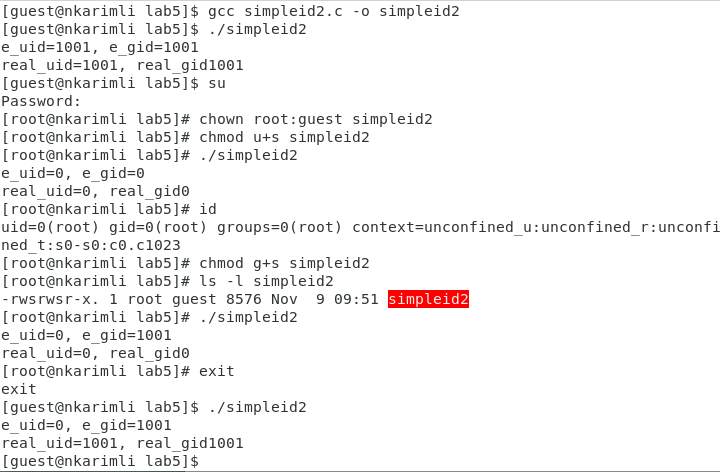 [guest@nkarimli lab5]$ gcc simpleid2.c -o simpleid2
[guest@nkarimli lab5]$ ./simpleid2
e_uid=1001, e_gid=1001
real_uid=1001, real_gid1001
[guest@nkarimli lab5]$ su
Password:
[root@nkarimli lab5]# chown root:guest simpleid2
[root@nkarimli lab5]# chmod u+s simpleid2
[root@nkarimli lab5]# ./simpleid2
e_uid=0, e_gid=0
real_uid=0, real_gid0
[root@nkarimli lab5]# id
uid=0(root) gid=0(root) groups=0(root) context=unconfined_u:unconfined_r:unconfi
ned_t:s0-s0:c0.c1023
[root@nkarimli lab5]# chmod g+s simpleid2
[root@nkarimli lab5]# ls -l simpleid2
-rwsrwsr-x. 1 root guest 8576 Nov  9 09:51 simpleid2
[root@nkarimli lab5]# ./simpleid2
e_uid=0, e_gid=1001
real_uid=0, real_gid0
[root@nkarimli lab5]# exit
exit
[guest@nkarimli lab5]$ ./simpleid2
e_uid=0, e_gid=1001
real_uid=1001, real_gid1001
[guest@nkarimli lab5]$